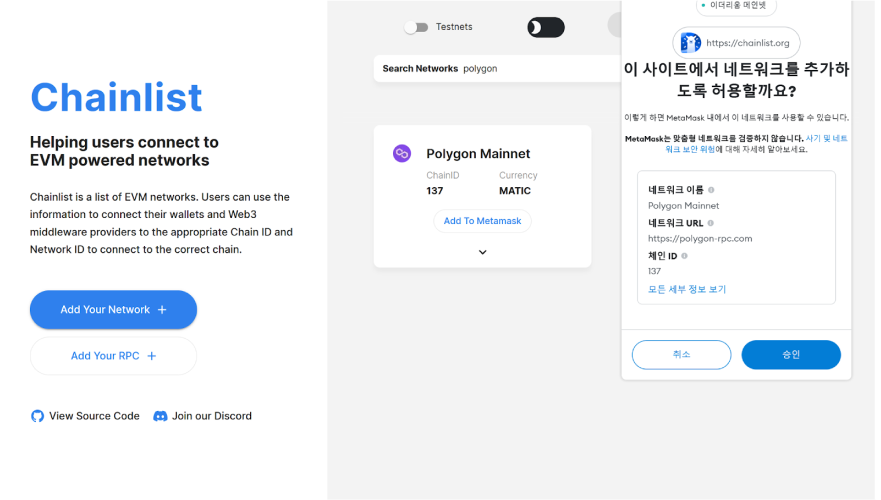 Chainlist
Helping users connect to
EVM powered networks
Chainlist is a list of EVM networks. Users can use the
information to connect their wallets and Web3
middleware providers to the appropriate Chain ID and
Network ID to connect to the correct chain.
Add Your Network +
Add Your RPC +
View Source Code
Join our Discord
Testnets
Search Networks polygon
Polygon Mainnet
ChainID
Currency
137
MATIC
Add To Metamask
이더리움 메인넷
https://chainlist.org
이 사이트에서 네트워크를 추가하
도록 허용할까요?
이렇게 하면 MetaMask 내에서 이 네트워크를 사용할 수 있습니다.
MetaMask는 맞춤형 네트워크를 검증하지 않습니다. 사기 및 네트
워크 보안 위험에 대해 자세히 알아보세요.
네트워크 이름
Polygon Mainnet
네트워크 URL
https://polygon-rpc.com
체인 ID
137
모든 세부 정보 보기
취소
승인